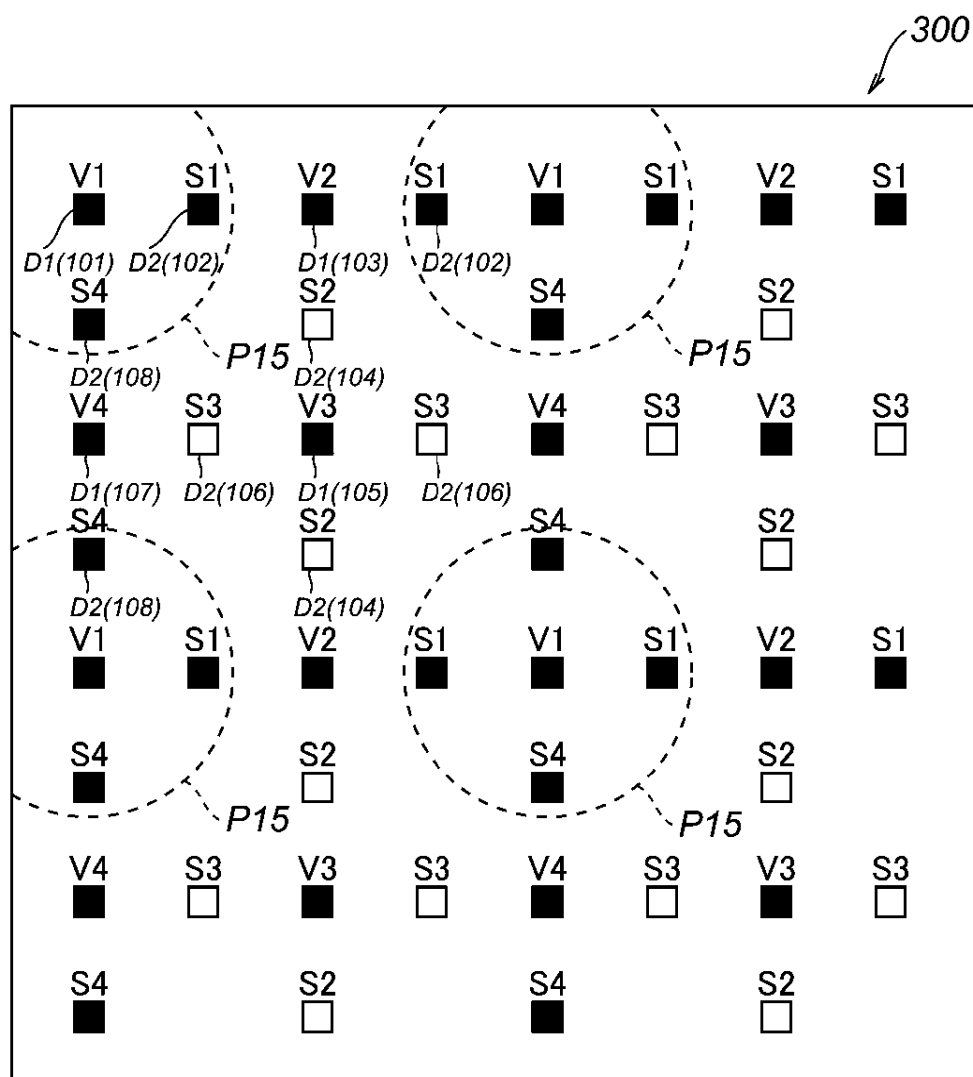 300
V1 S1 V2 S1 V1 S1 V2 S1
D1(101) D2(102) D1(103) D2(102)
S4 S2 S4 S2
P15 P15
D2(108) D2(104)
V4 S3 V3 S3 V4 S3 V3 S3
D1(107) D2(106) D1(105) D2(106)
S4 S2 S4 S2
D2(108) D2(104)
V1 S1 V2 S1 V1 S1 V2 S1
S4 S2 S4 S2
P15 P15
V4 S3 V3 S3 V4 S3 V3 S3
S4 S2 S4 S2